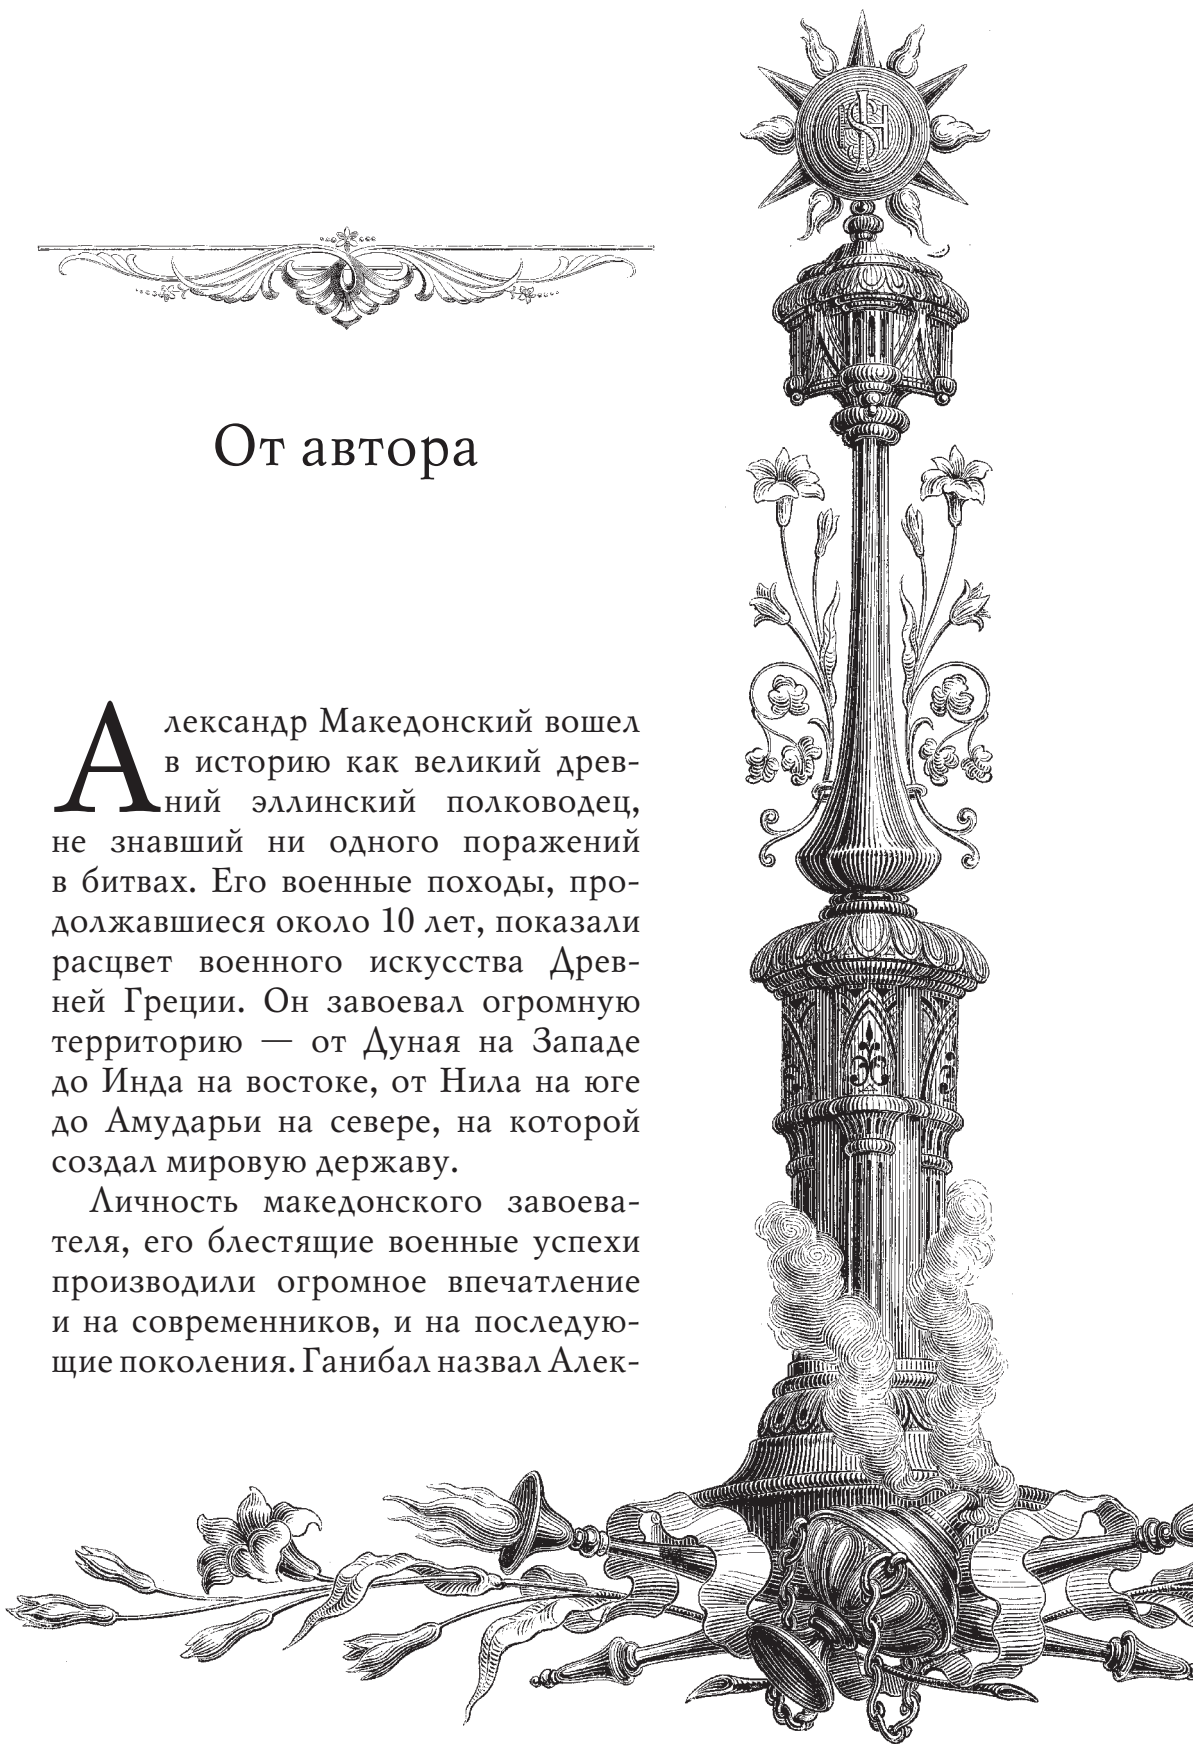 IHS
От автора
Александр Македонский вошел
в историю как великий древ-
ний эллинский полководец,
не знавший ни одного поражений
в битвах. Его военные походы, про-
должавшиеся около 10 лет, показали
расцвет военного искусства Древ-
ней Греции. Он завоевал огромную
территорию — от Дуная на Западе
до Инда на востоке, от Нила на юге
до Амударьи на севере, на которой
создал мировую державу.
Личность македонского завоева-
теля, его блестящие военные успехи
производили огромное впечатление
и на современников, и на последую-
щие поколения. Ганибал назвал Алек-